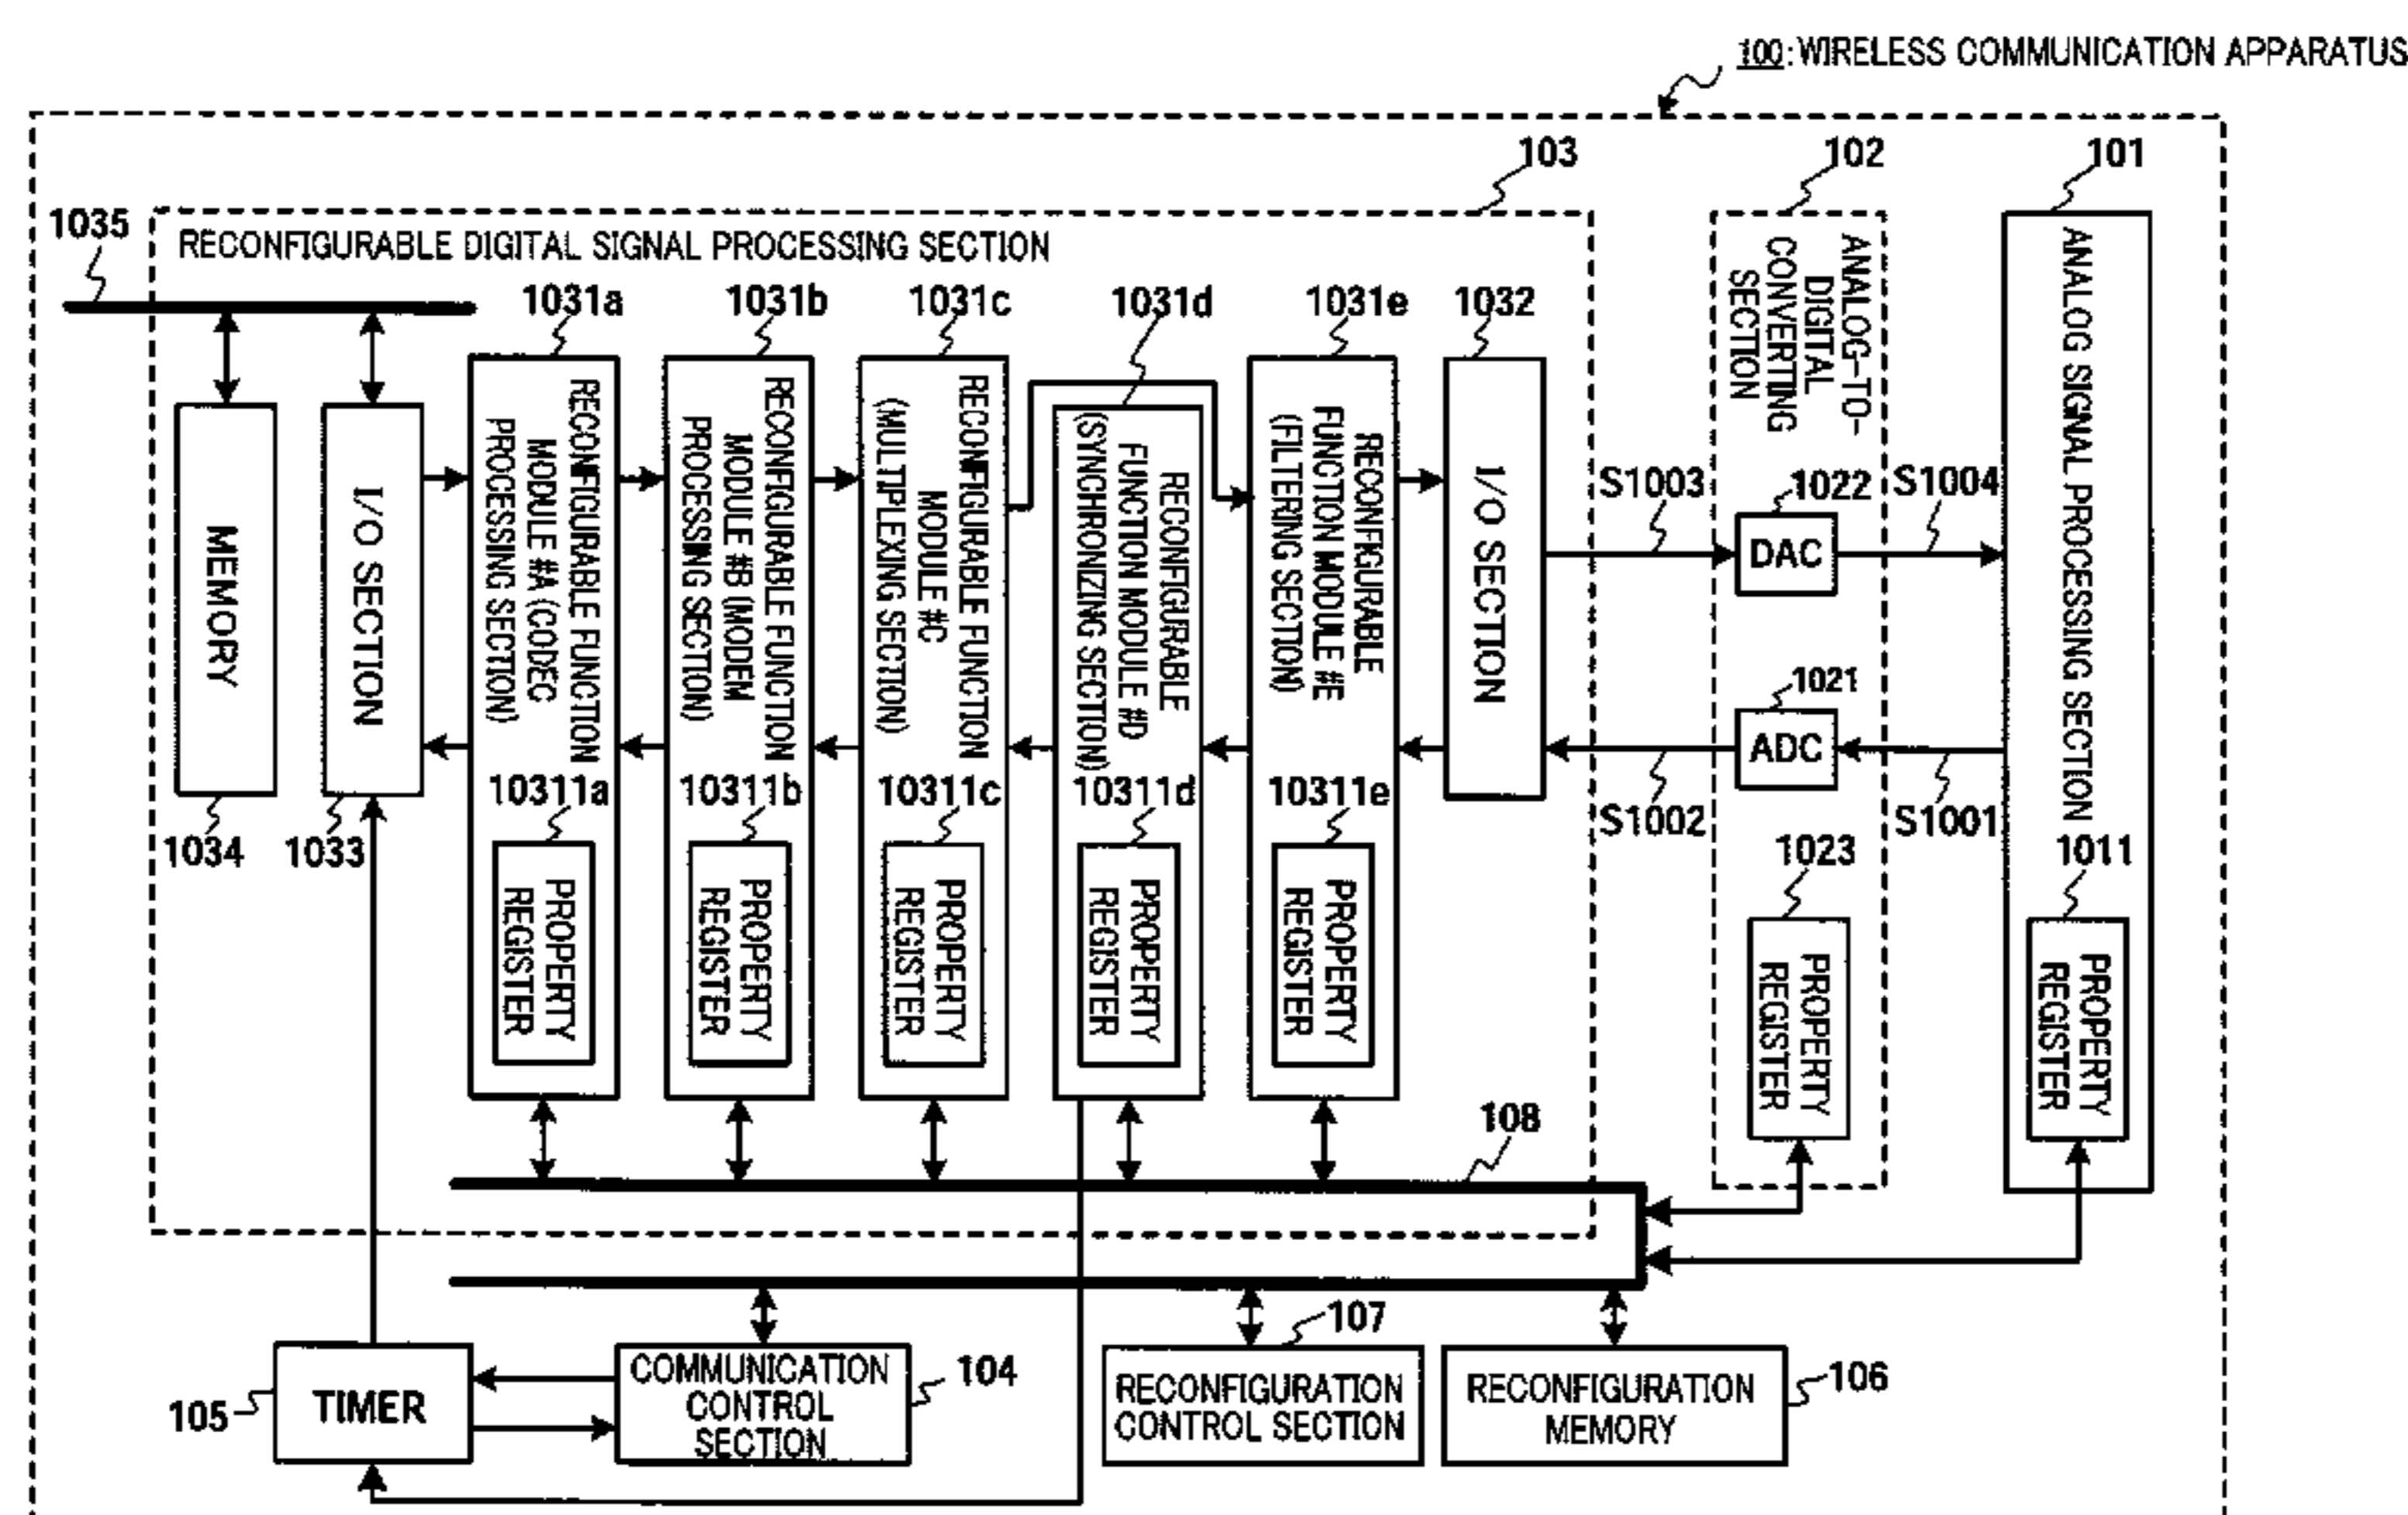 100:WIRELESS COMMUNICATION APPARATUS
103
102
101
1035
RECONFIGURABLE DIGITAL SIGNAL PROCESSING SECTION
1031a
1031b
1031c
1031d
1031e
1032
MEMORY
I/O SECTION
RECONFIGURABLE FUNCTION
MODULE #A (CODEC
PROCESSING SECTION)
RECONFIGURABLE FUNCTION
MODULE #B (MODEM
PROCESSING SECTION)
RECONFIGURABLE FUNCTION
MODULE #C
(MULTIPLEXING SECTION)
RECONFIGURABLE
FUNCTION MODULE #D
(SYNCHRONIZING SECTION)
RECONFIGURABLE
FUNCTION MODULE #E
(FILTERING SECTION)
I/O SECTION
ANALOG-TO-
DIGITAL
CONVERTING
SECTION
ANALOG SIGNAL PROCESSING SECTION
S1003
1022
S1004
DAC
1021
ADC
S1002
S1001
1034
1033
10311a
10311b
10311c
10311d
10311e
1023
1011
PROPERTY
REGISTER
PROPERTY
REGISTER
PROPERTY
REGISTER
PROPERTY
REGISTER
PROPERTY
REGISTER
PROPERTY
REGISTER
PROPERTY
REGISTER
108
105
TIMER
COMMUNICATION
CONTROL
SECTION
104
107
RECONFIGURATION
CONTROL SECTION
RECONFIGURATION
MEMORY
106